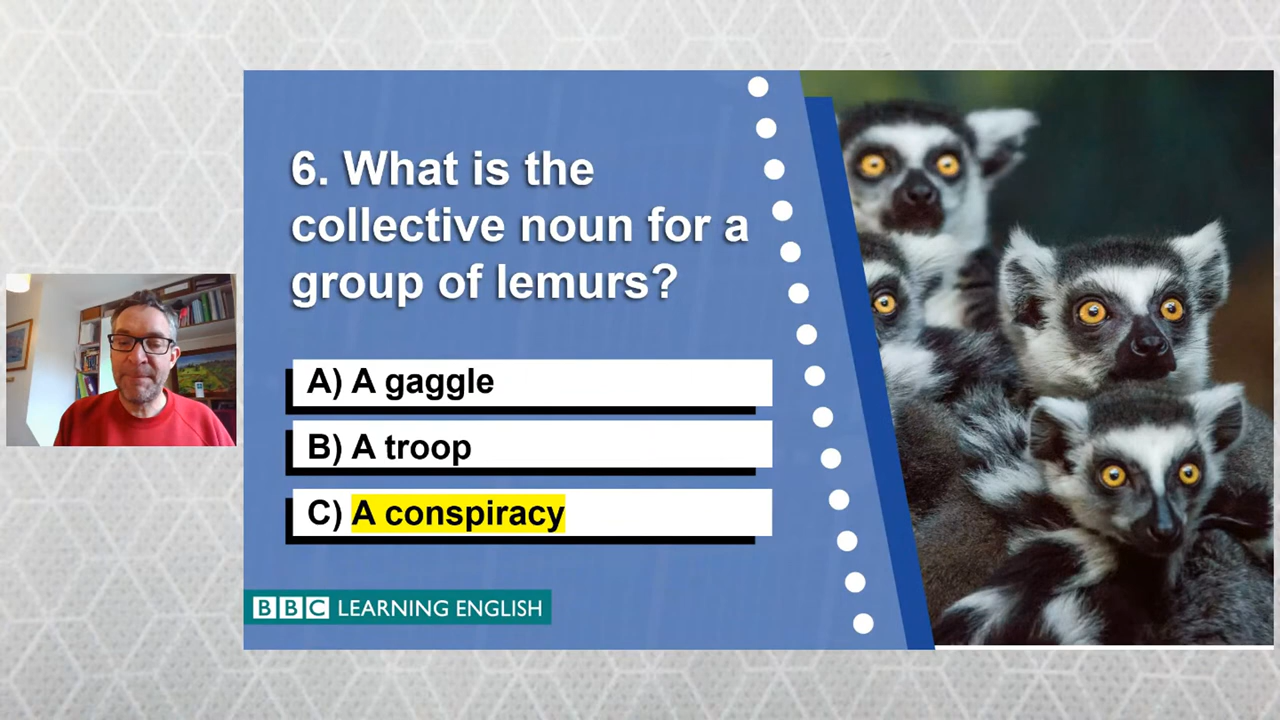 6. What is the
collective noun for a
group of lemurs?
A) A gaggle
B) A troop
C) A conspiracy
BBC LEARNING ENGLISH